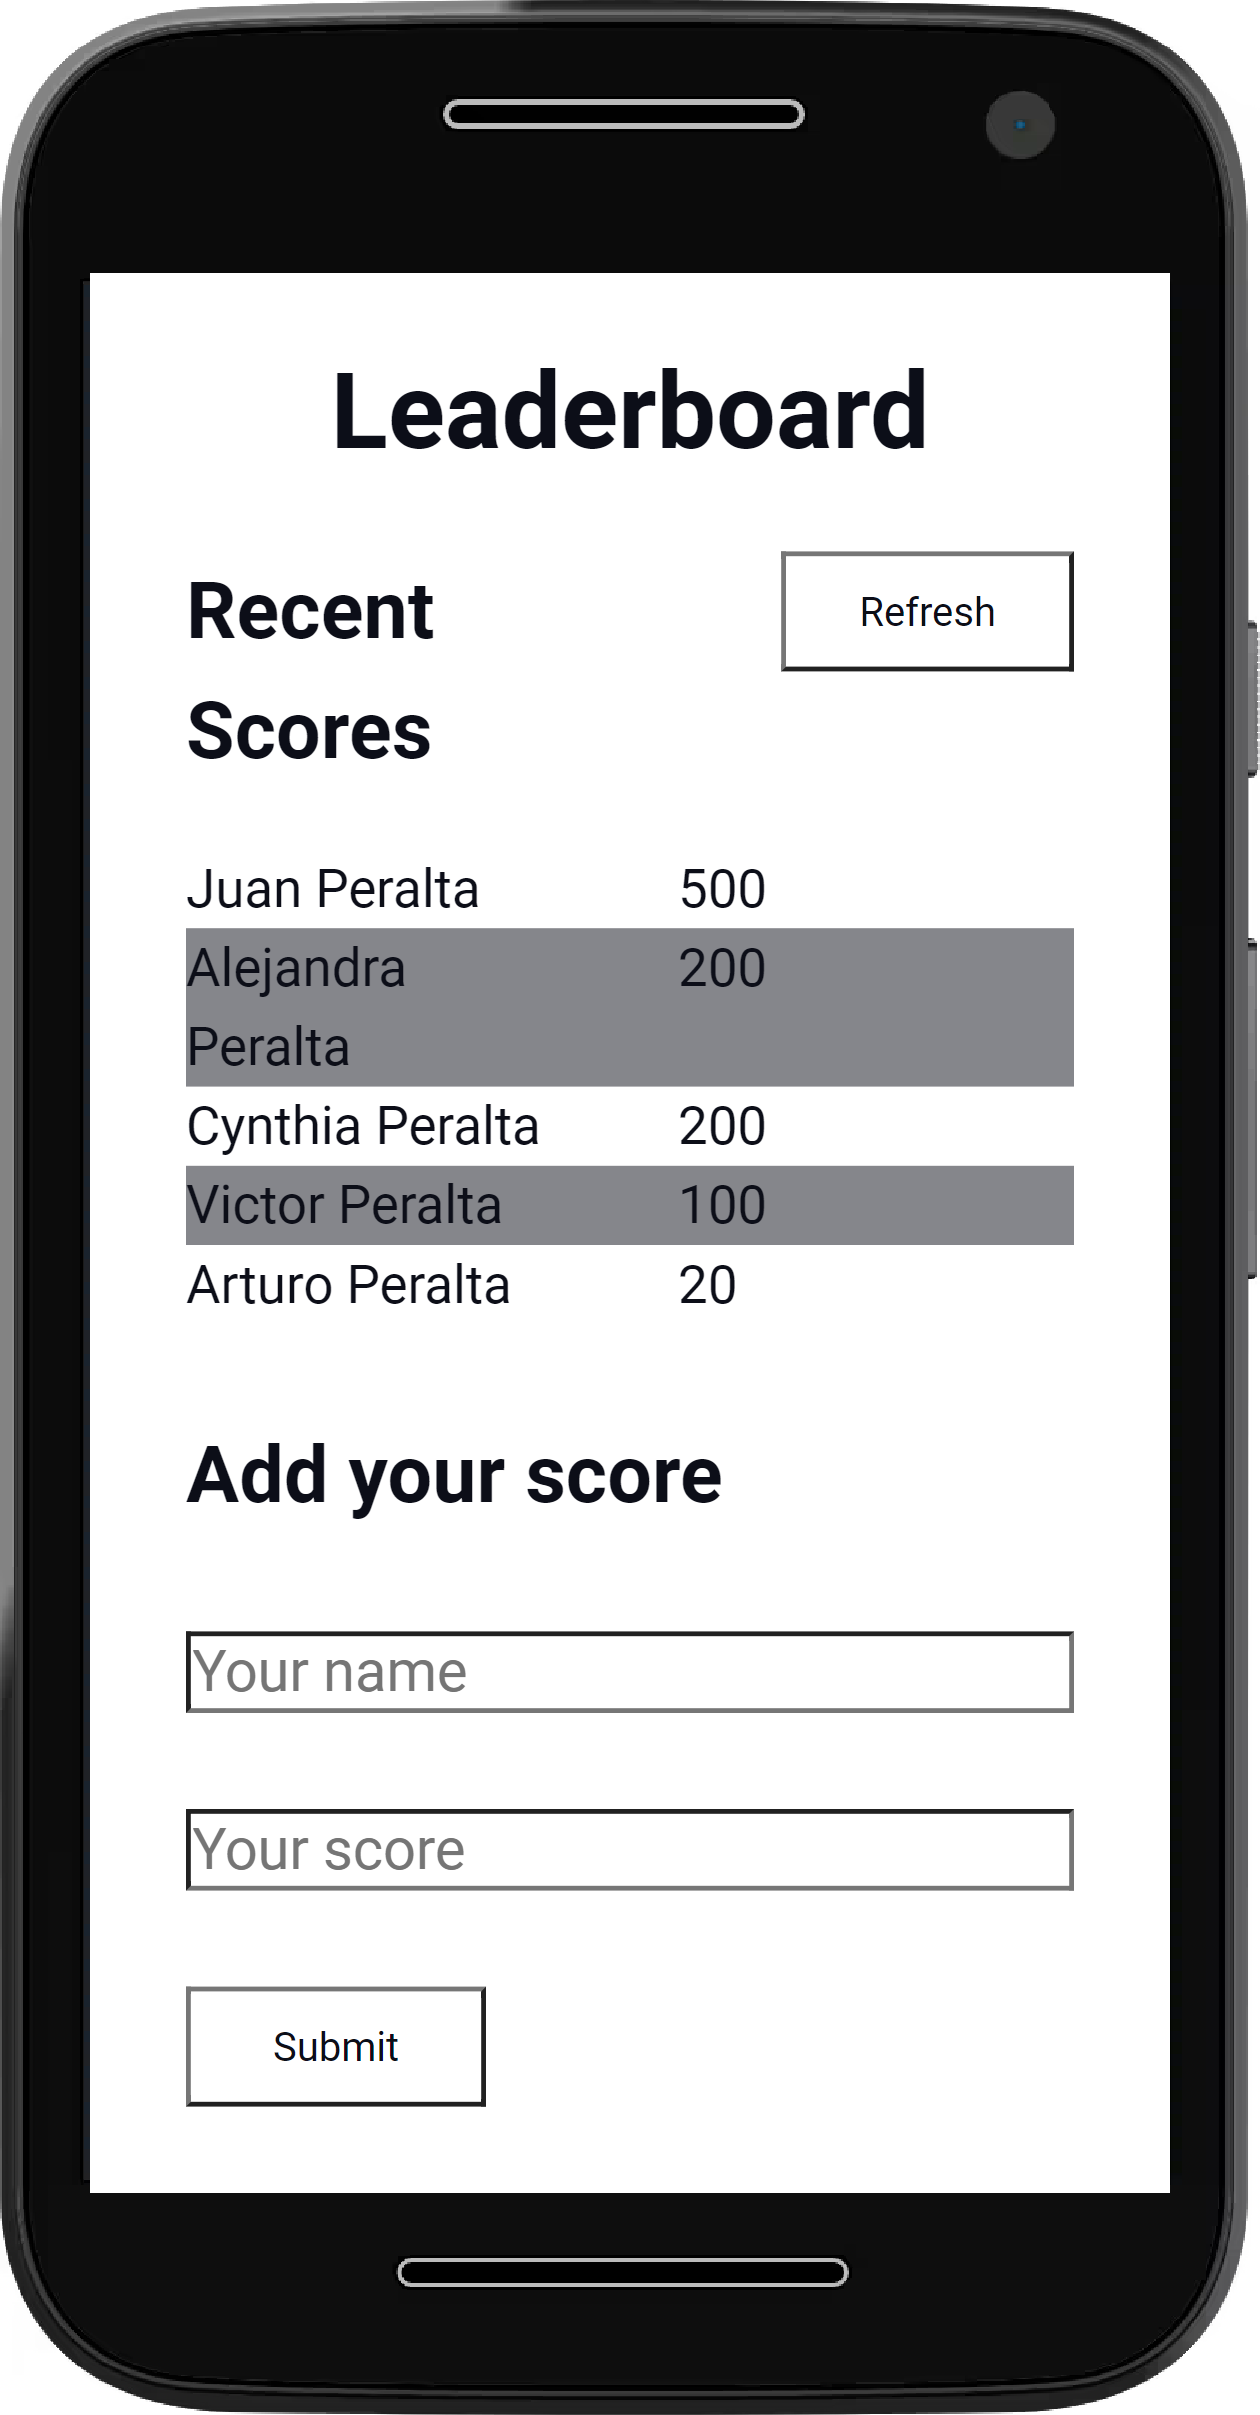 Leaderboard
Recent
Refresh
Scores
Juan Peralta 500
Alejandra 200
Peralta
Cynthia Peralta 200
Victor Peralta 100
Arturo Peralta 20
Add your score
Your name
Your score
Submit